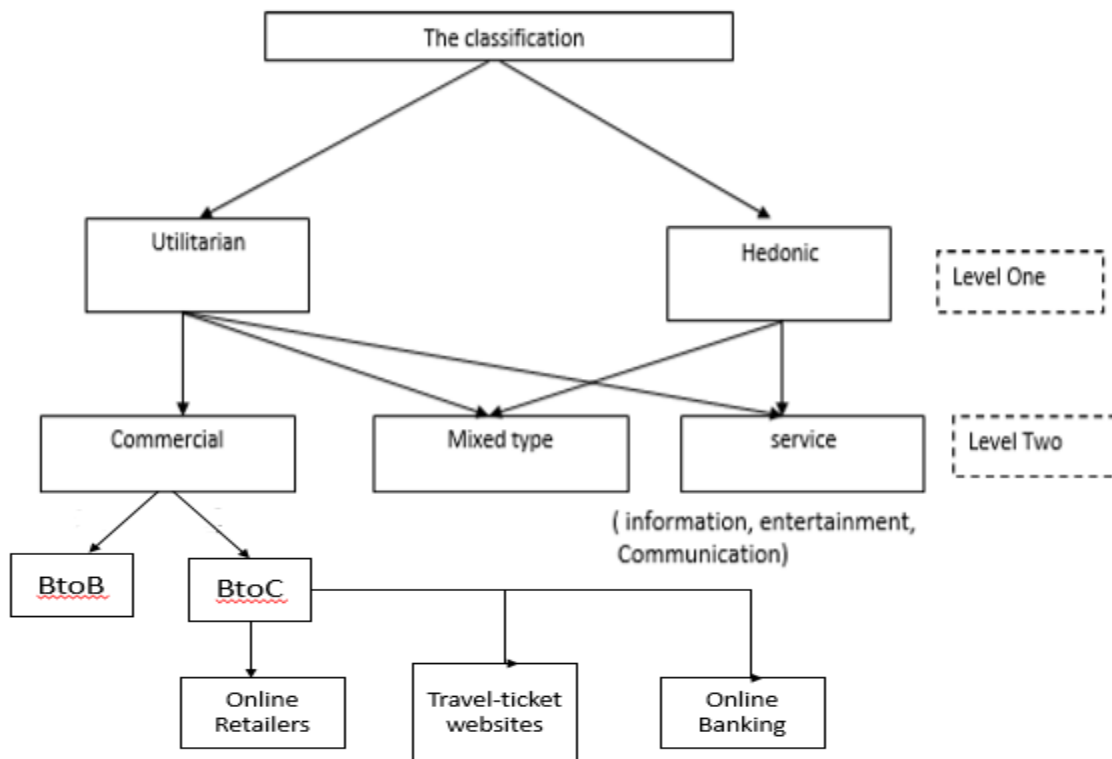 The classification
Utilitarian
Hedonic
Level One
Commercial
Mixed type
service
Level Two
( information, entertainment,
Communication)
BtoB
BtoC
Online
Retailers
Travel-ticket
websites
Online
Banking